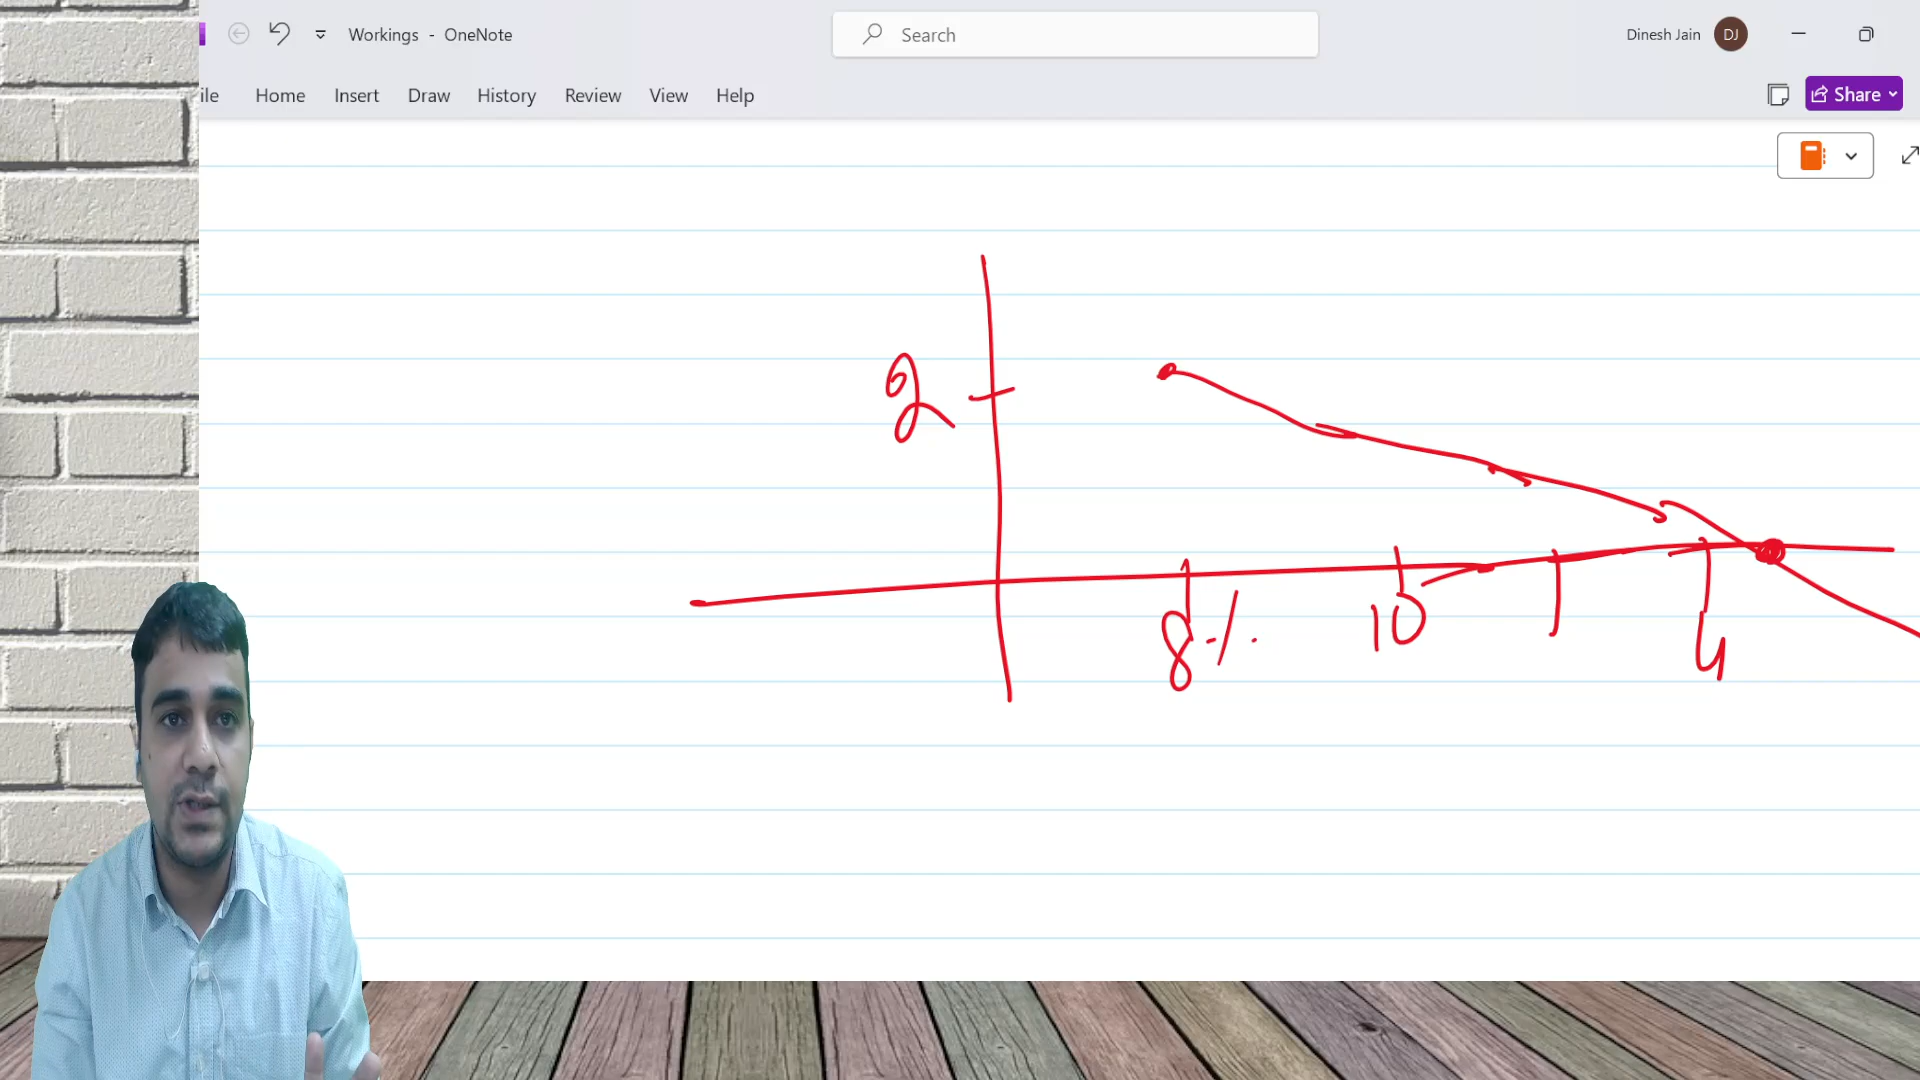 Workings - OneNote
Search
Dinesh Jain
DJ
ile
Home
Insert
Draw
History
Review
View
Help
Share
2
8%
10
4